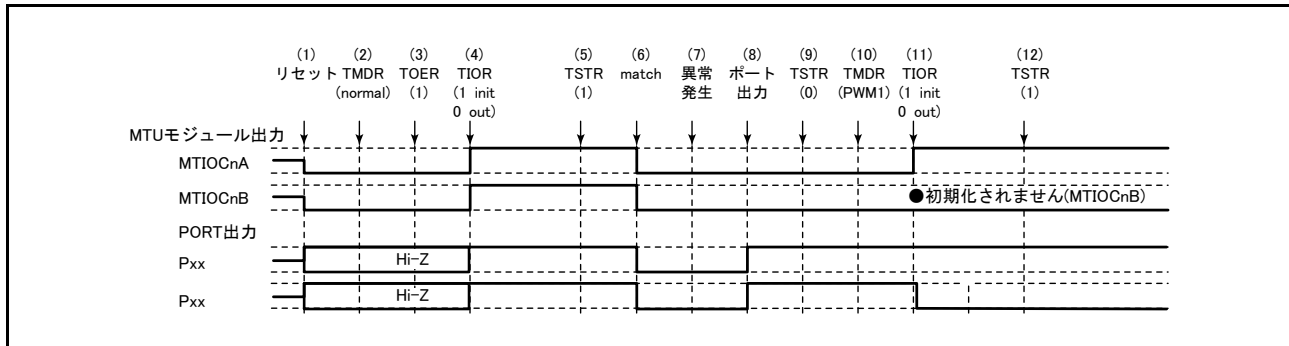 (1) (2) (3) (4) (5) (6) (7) (8) (9) (10) (11) (12)
リセット TMDR TOER TIOR TSTR match 異常 ポート TSTR TMDR TIOR TSTR
(normal) (1) (1 init (1) 発生 出力 (0) (PWM1) (1 init (1)
0 out) 0 out)
MTUモジュール出力
MTIOCnA
MTIOCnB ●初期化されません(MTIOCnB)
PORT出力
Pxx Hi-Z
Pxx Hi-Z